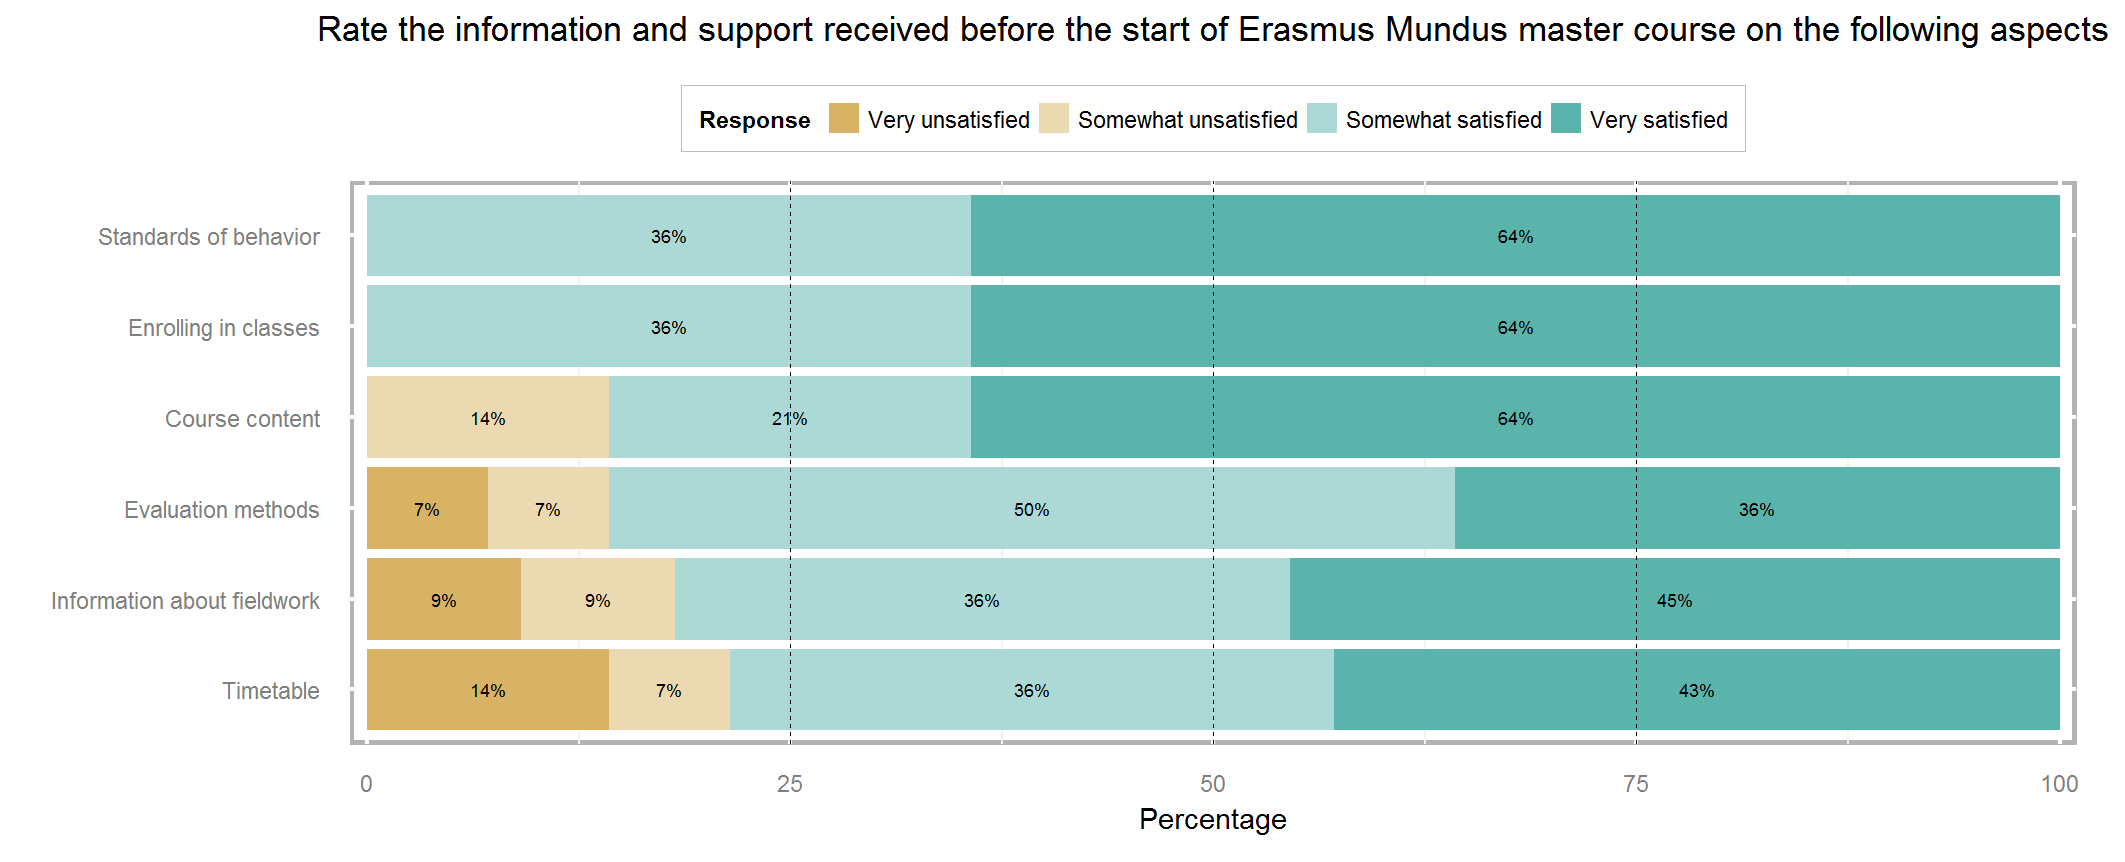 Rate the information and support received before the start of Erasmus Mundus master course on the following aspects
Response Very unsatisfied Somewhat unsatisfied Somewhat satisfied Very satisfied
Standards of behavior 36% 64%
Enrolling in classes 36% 64%
Course content 14% 21% 64%
Evaluation methods 7% 7% 50% 36%
Information about fieldwork 9% 9% 36% 45%
Timetable 14% 7% 36% 43%
0 25 50 75 100
Percentage